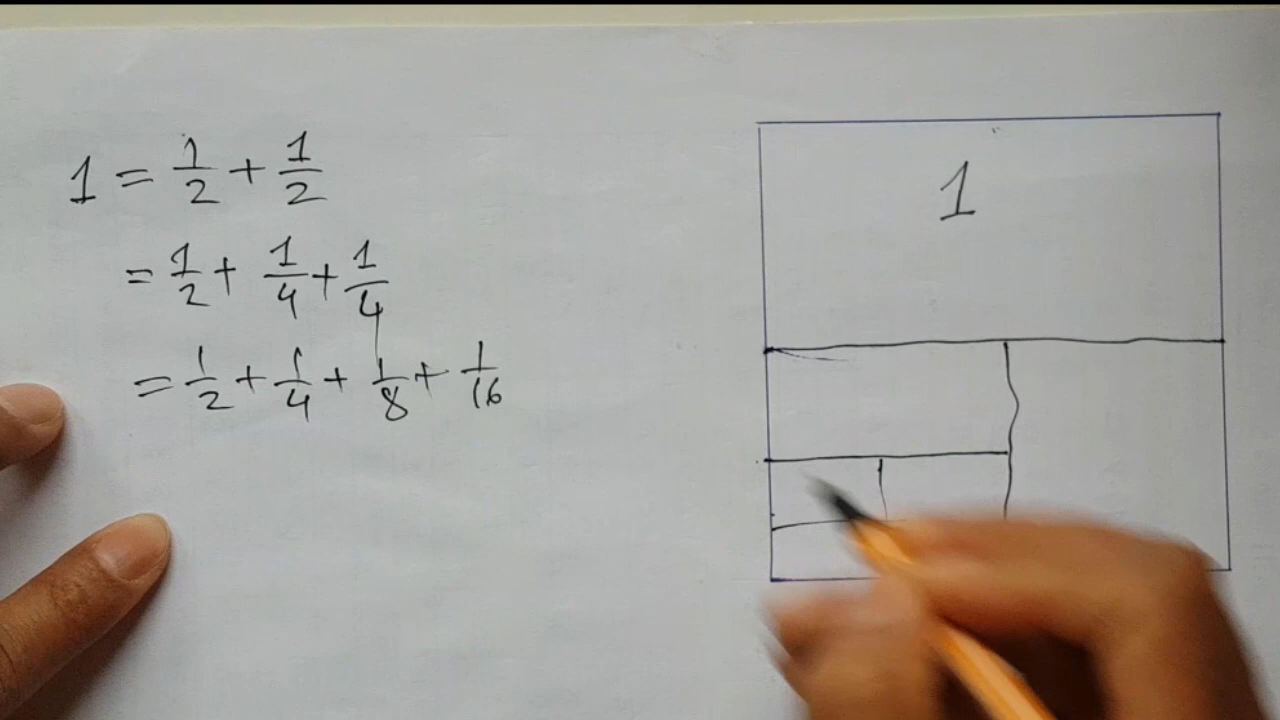 1 = 1/2 + 1/2
= 1/2 + 1/4 + 1/4
= 1/2 + 1/4 + 1/8 + 1/16
1